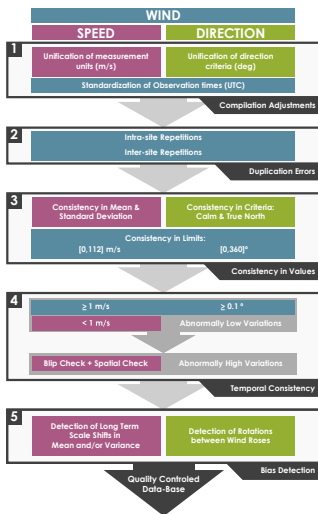 WIND
SPEED
DIRECTION
1
Unification of measurement
units (m/s)
Unification of direction
criteria (deg)
Standardization of Observation times (UTC)
Compilation Adjustments
2
Intra-site Repetitions
Inter-site Repetitions
Duplication Errors
3
Consistency in Mean &
Standard Deviation
Consistency in Criteria:
Calm & True North
Consistency in Limits:
[0,112] m/s
[0,360]°
Consistency in Values
4
≥ 1 m/s
≥ 0.1 °
< 1 m/s
Abnormally Low Variations
Blip Check + Spatial Check
Abnormally High Variations
Temporal Consistency
5
Detection of Long Term
Scale Shifts in
Mean and/or Variance
Detection of Rotations
between Wind Roses
Bias Detection
Quality Controled
Data-Base